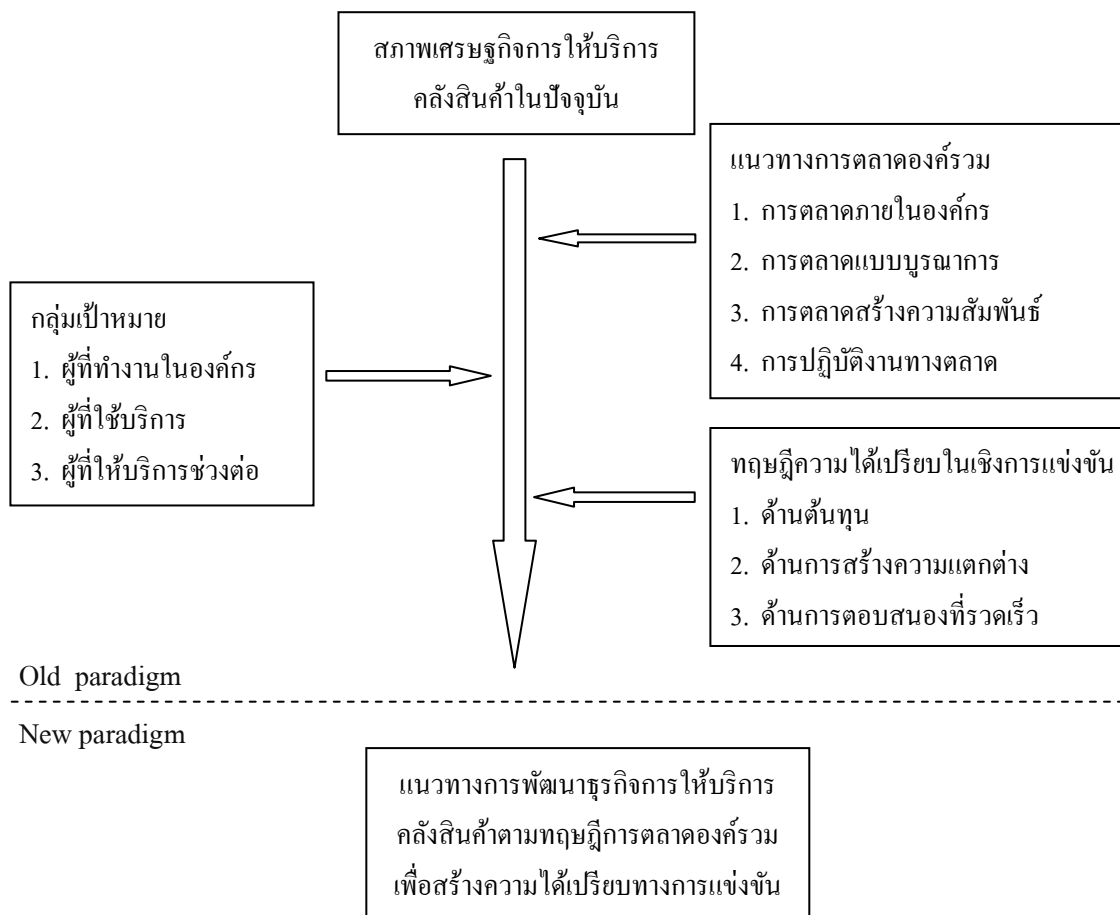 สภาพเศรษฐกิจการให้บริการ
คลังสินค้าในปัจจุบัน
แนวทางการตลาดองค์รวม
1. การตลาดภายในองค์กร
2. การตลาดแบบบูรณาการ
3. การตลาดสร้างความสัมพันธ์
4. การปฏิบัติงานทางตลาด
กลุ่มเป้าหมาย
1. ผู้ที่ทำงานในองค์กร
2. ผู้ที่ใช้บริการ
3. ผู้ที่ให้บริการช่วงต่อ
ทฤษฎีความได้เปรียบในเชิงการแข่งขัน
1. ด้านต้นทุน
2. ด้านการสร้างความแตกต่าง
3. ด้านการตอบสนองที่รวดเร็ว
Old paradigm
New paradigm
แนวทางการพัฒนาธุรกิจการให้บริการ
คลังสินค้าตามทฤษฎีการตลาดองค์รวม
เพื่อสร้างความได้เปรียบทางการแข่งขัน